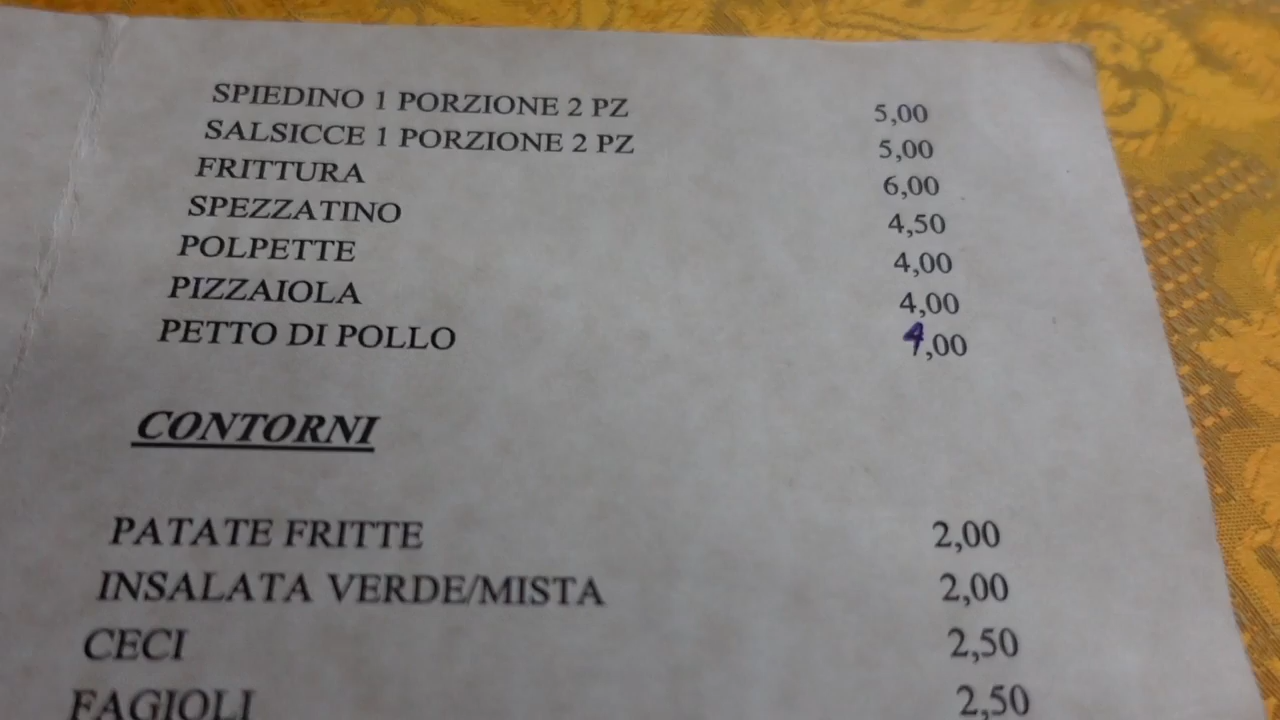 SPIEDINO 1 PORZIONE 2 PZ 5,00
SALSICCE 1 PORZIONE 2 PZ 5,00
FRITTURA 6,00
SPEZZATINO 4,50
POLPETTE 4,00
PIZZAIOLA 4,00
PETTO DI POLLO 4,00
CONTORNI
PATATE FRITTE 2,00
INSALATA VERDE/MISTA 2,00
CECI 2,50
FAGIOLI 2,50